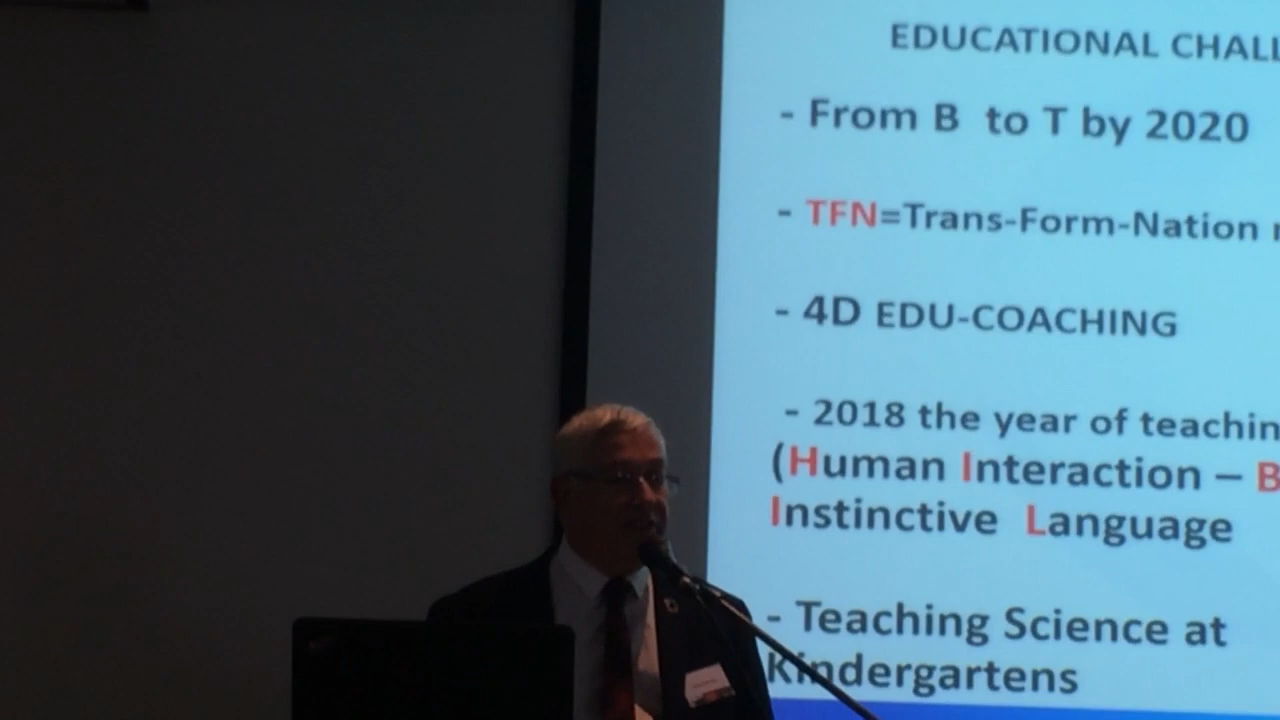 EDUCATIONAL CHALL
- From B to T by 2020
- TFN=Trans-Form-Nation
- 4D EDU-COACHING
- 2018 the year of teachin
(Human Interaction – B
Instinctive Language
- Teaching Science at
Kindergartens